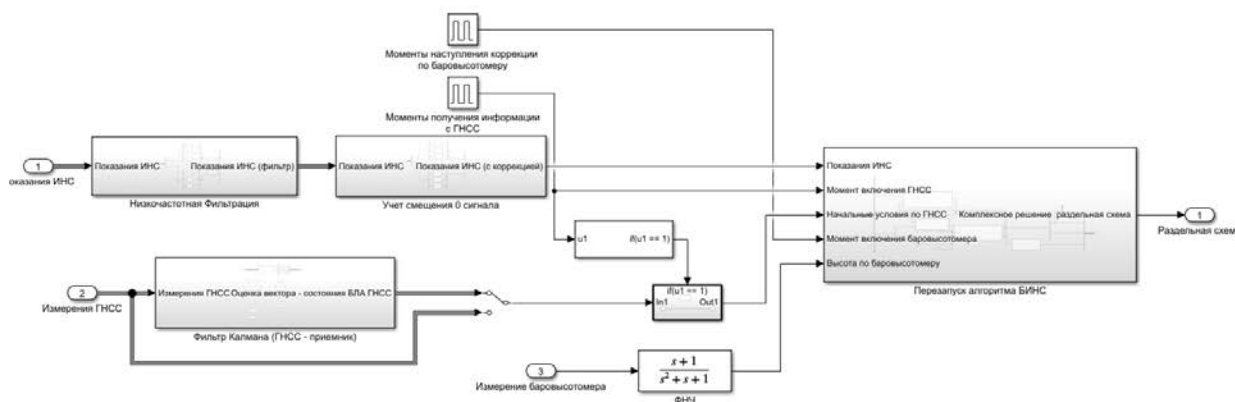 Моменты наступления коррекции
по баровысотомеру
Моменты получения информации
с ГНСС
1
оказания ИНС
Показания ИНС
Показания ИНС (фильтр)
Низкочастотная Фильтрация
Показания ИНС
Показания ИНС (с коррекцией)
Учет смещения 0 сигнала
u1
if(u1 == 1)
if(u1 == 1)
In1
Out1
2
Измерения ГНСС
Измерения ГНСС
Оценка вектора - состояния БЛА ГНСС
Фильтр Калмана (ГНСС - приемник)
3
Измерение баровысотомера
s + 1
s² + s + 1
ФНЧ
Показания ИНС
Момент включения ГНСС
Начальные условия по ГНСС
Комплексное решение раздельная схема
Момент включения баровысотомера
Высота по баровысотомеру
Перезапуск алгоритма БИНС
1
Раздельная схем